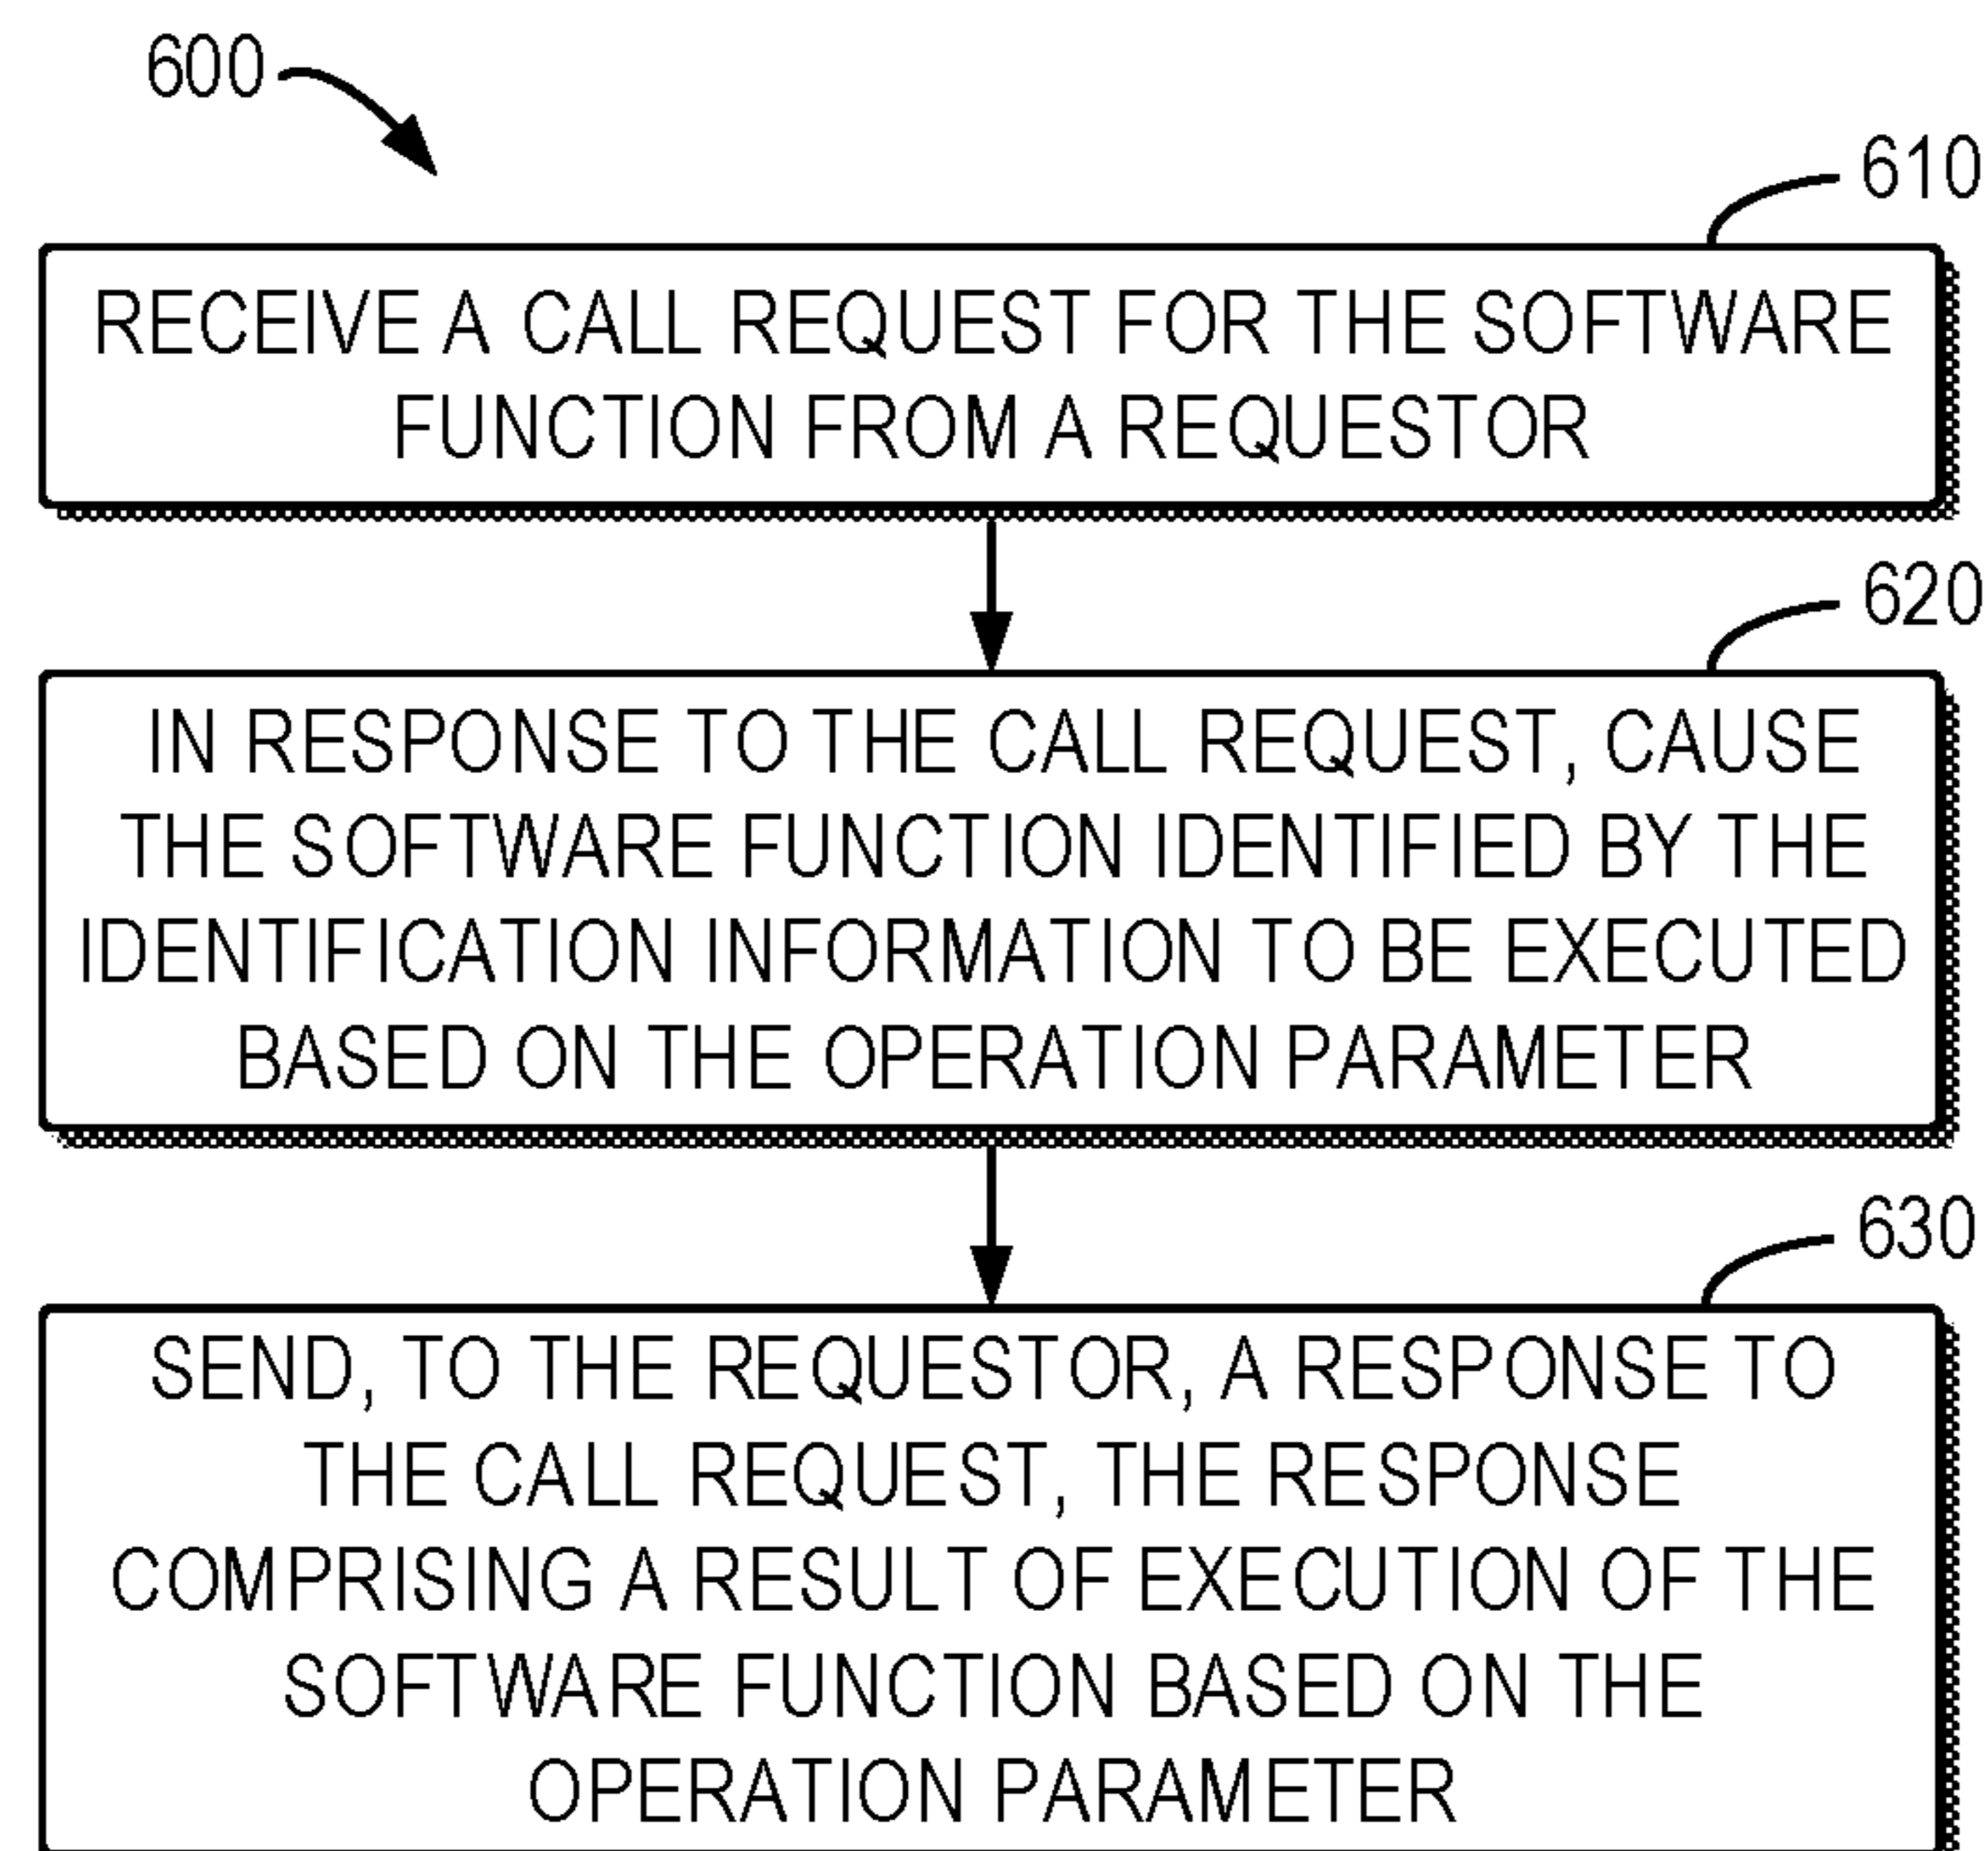 600
610
RECEIVE A CALL REQUEST FOR THE SOFTWARE
FUNCTION FROM A REQUESTOR
620
IN RESPONSE TO THE CALL REQUEST, CAUSE
THE SOFTWARE FUNCTION IDENTIFIED BY THE
IDENTIFICATION INFORMATION TO BE EXECUTED
BASED ON THE OPERATION PARAMETER
630
SEND, TO THE REQUESTOR, A RESPONSE TO
THE CALL REQUEST, THE RESPONSE
COMPRISING A RESULT OF EXECUTION OF THE
SOFTWARE FUNCTION BASED ON THE
OPERATION PARAMETER